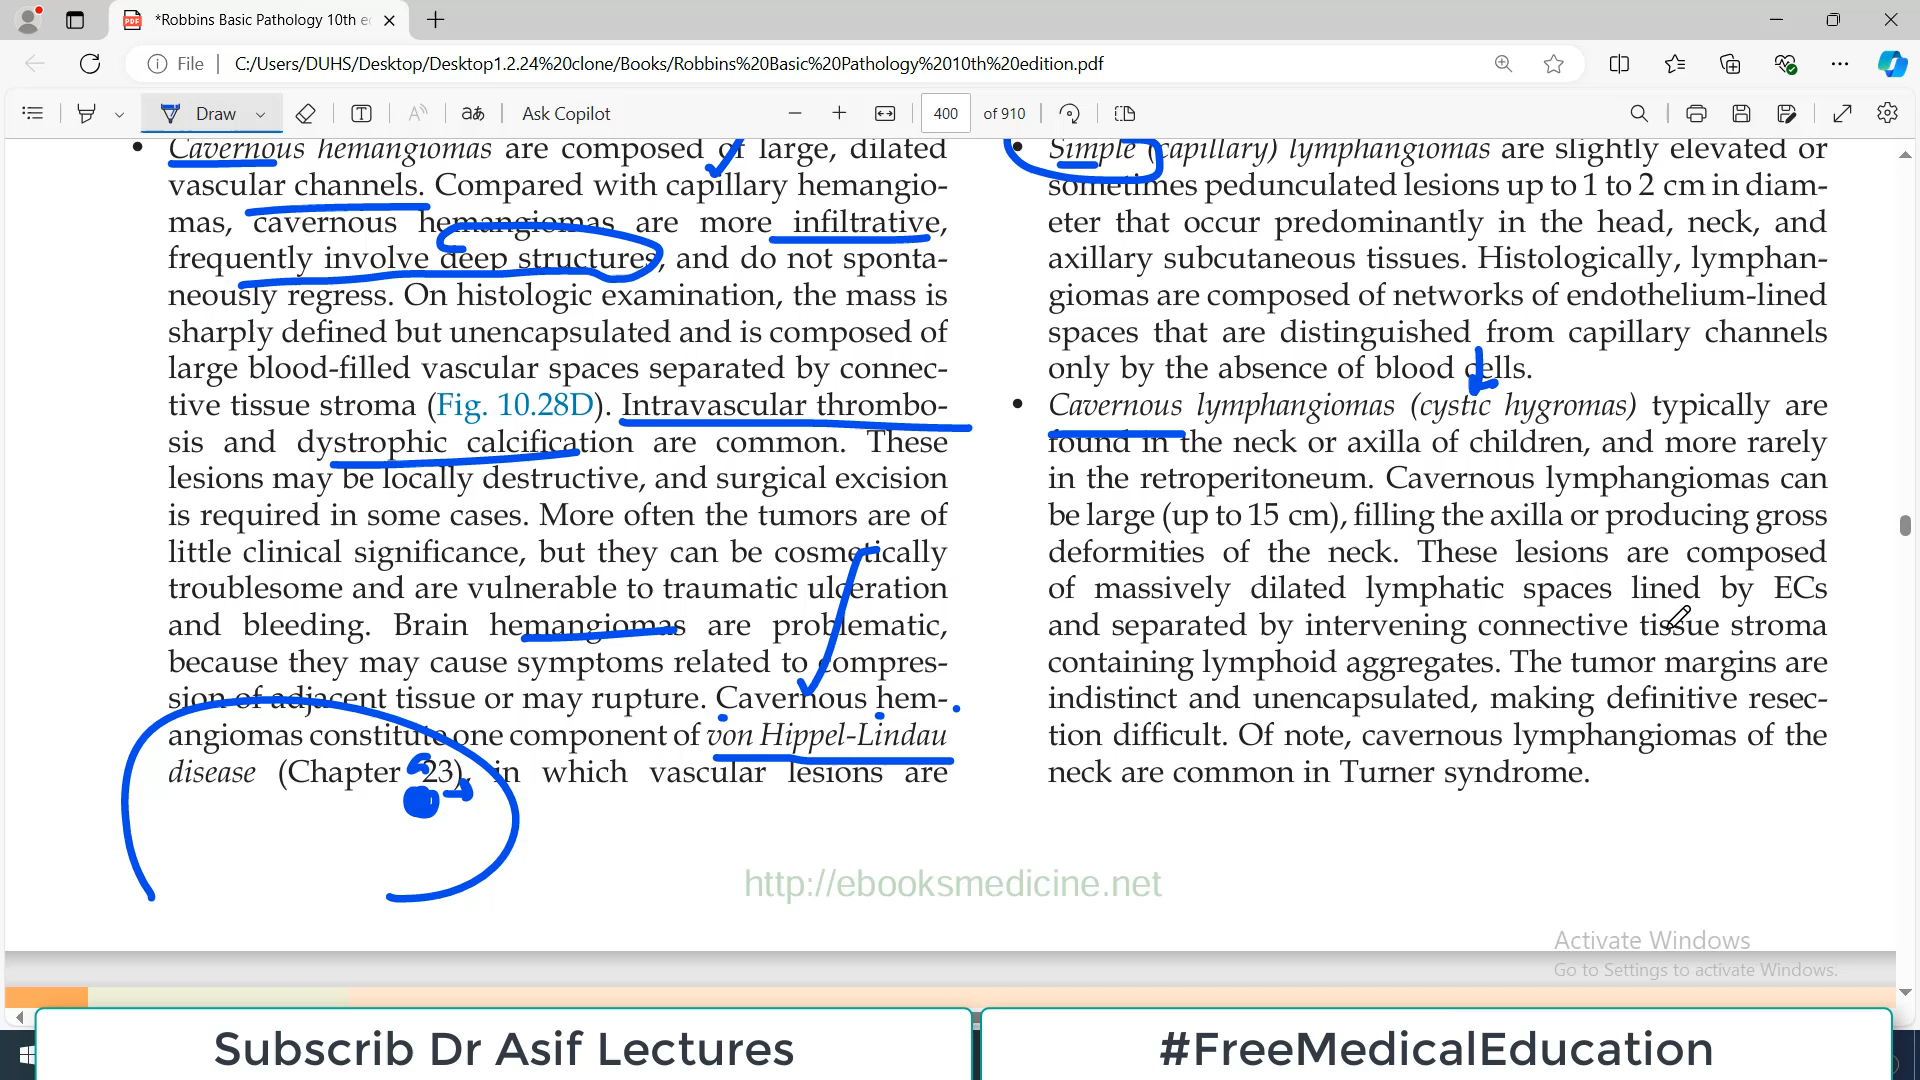 *Robbins Basic Pathology 10th e
File
C:/Users/DUHS/Desktop/Desktop1.2.24%20clone/Books/Robbins%20Basic%20Pathology%2010th%20edition.pdf
Draw
Ask Copilot
400
of 910
• Cavernous hemangiomas are composed of large, dilated
vascular channels. Compared with capillary hemangio-
mas, cavernous hemangiomas are more infiltrative,
frequently involve deep structures, and do not sponta-
neously regress. On histologic examination, the mass is
sharply defined but unencapsulated and is composed of
large blood-filled vascular spaces separated by connec-
tive tissue stroma (Fig. 10.28D). Intravascular thrombo-
sis and dystrophic calcification are common. These
lesions may be locally destructive, and surgical excision
is required in some cases. More often the tumors are of
little clinical significance, but they can be cosmetically
troublesome and are vulnerable to traumatic ulceration
and bleeding. Brain hemangiomas are problematic,
because they may cause symptoms related to compres-
sion of adjacent tissue or may rupture. Cavernous hem-
angiomas constitute one component of von Hippel-Lindau
disease (Chapter 23), in which vascular lesions are
• Simple (capillary) lymphangiomas are slightly elevated or
sometimes pedunculated lesions up to 1 to 2 cm in diam-
eter that occur predominantly in the head, neck, and
axillary subcutaneous tissues. Histologically, lymphan-
giomas are composed of networks of endothelium-lined
spaces that are distinguished from capillary channels
only by the absence of blood cells.
• Cavernous lymphangiomas (cystic hygromas) typically are
found in the neck or axilla of children, and more rarely
in the retroperitoneum. Cavernous lymphangiomas can
be large (up to 15 cm), filling the axilla or producing gross
deformities of the neck. These lesions are composed
of massively dilated lymphatic spaces lined by ECs
and separated by intervening connective tissue stroma
containing lymphoid aggregates. The tumor margins are
indistinct and unencapsulated, making definitive resec-
tion difficult. Of note, cavernous lymphangiomas of the
neck are common in Turner syndrome.
http://ebooksmedicine.net
Activate Windows
Go to Settings to activate Windows.
Subscrib Dr Asif Lectures
#FreeMedicalEducation